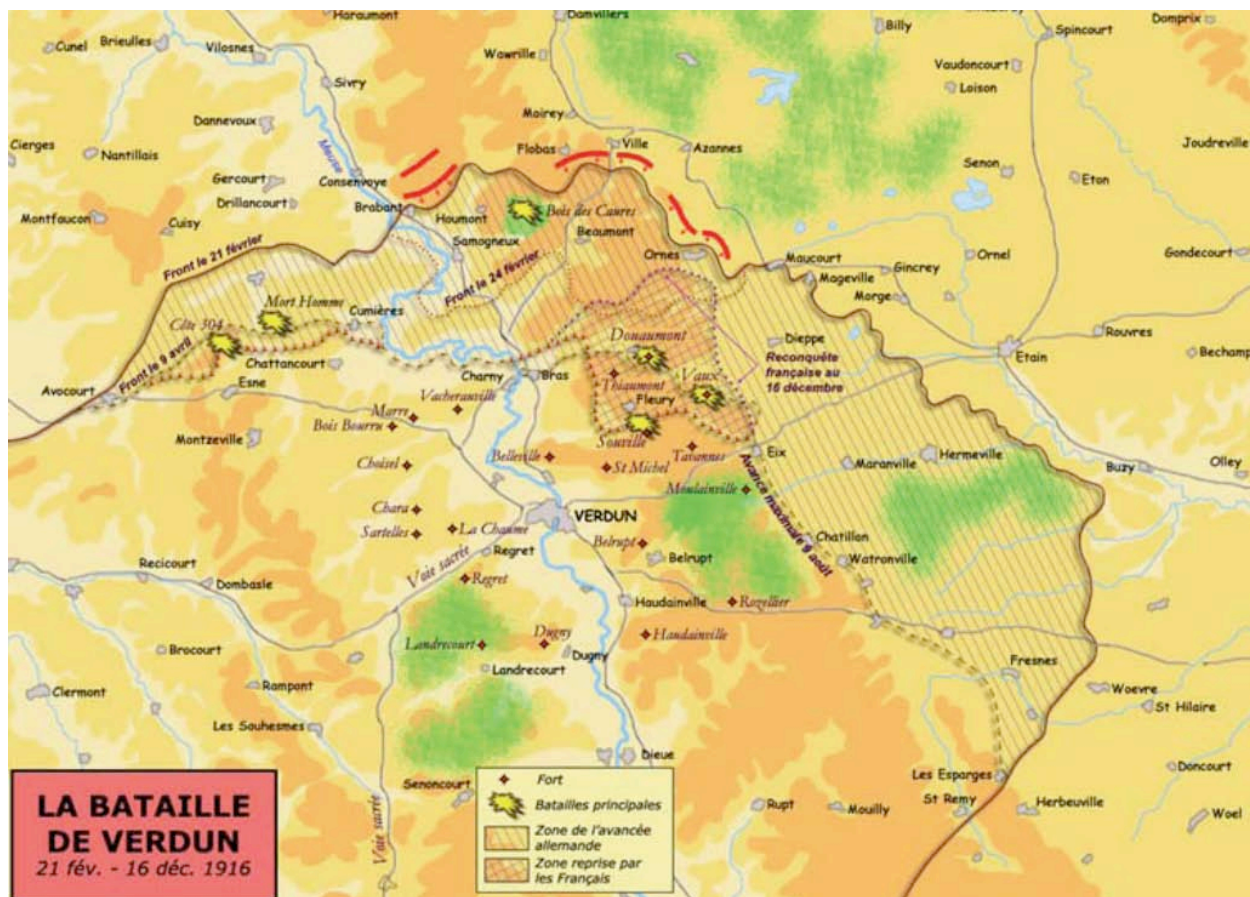 Haraumont
Damvillers
Billy
Domprix
Cunel
Brieulles
Vilosnes
Wawrille
Spincourt
Sivry
Vaudoncourt
Loison
Dannevoux
Moirey
Cierges
Nantillais
Meuse
Flobas
Ville
Azannes
Joudreville
Senon
Eton
Gercourt
Consenvoye
Drillancourt
Brabant
Houmont
Bois des Caures
Montfaucon
Cuisy
Samogneux
Beaumont
Ornes
Maucourt
Ornel
Gondecourt
Front le 21 février
Front le 24 février
Mageville
Gincrey
Morge
Mort Homme
Cumières
Côte 304
Douaumont
Dieppe
Rouvres
Etain
Bechamp
Front le 9 avril
Chattancourt
Reconquête
française au
16 décembre
Avocourt
Esne
Charny
Bras
Thiaumont
Vaux
Fleury
Vacherauville
Marre
Bois Bourru
Montzeville
Souville
Tavannes
Eix
Hermeville
Maranville
Choisel
Belleville
St Michel
Moulainville
Buzy
Olley
Avance maximale 9 août
Chara
Sartelles
La Chaume
VERDUN
Chatillon
Watronville
Regret
Belrupt
Belrupt
Voie sacrée
Recicourt
Dombasle
Regret
Haudainville
Rozellier
Landrecourt
Dugny
Haudainville
Brocourt
Dugny
Landrecourt
Fresnes
Clermont
Rampont
Woevre
St Hilaire
Les Souhesmes
Dieue
Senoncourt
Les Esparges
Doncourt
Rupt
Mouilly
St Remy
Herbeuville
Woel
Voie sacrée
LA BATAILLE
DE VERDUN
21 fév. - 16 déc. 1916
Fort
Batailles principales
Zone de l'avancée
allemande
Zone reprise par
les Français